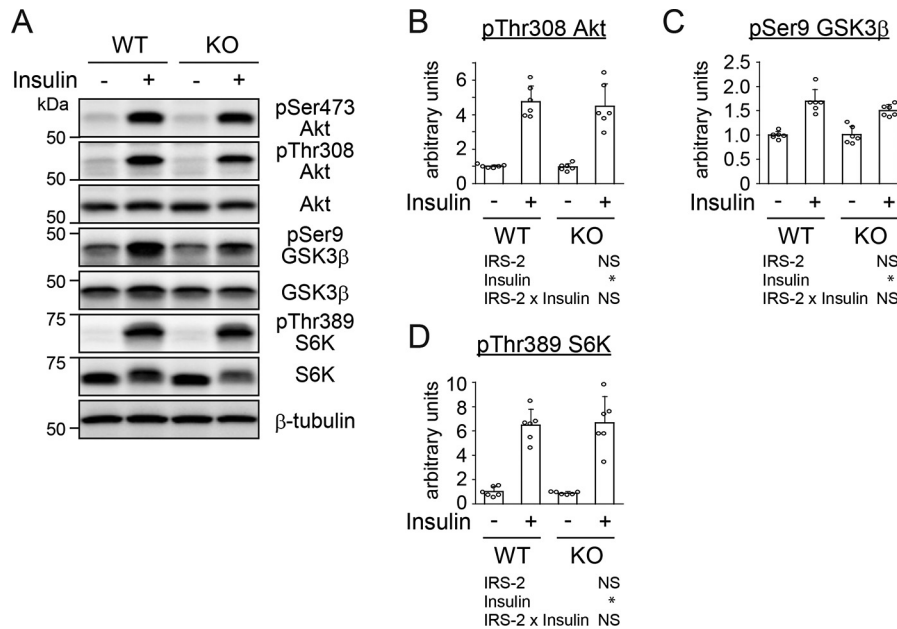 A
WT KO
Insulin - + - +
kDa
pSer473
Akt
50
pThr308
Akt
50
Akt
50
50
pSer9
GSK3β
50
GSK3β
75
pThr389
S6K
75
S6K
50
β-tubulin
B
pThr308 Akt
arbitrary units
6
4
2
0
Insulin - + - +
WT KO
IRS-2 NS
Insulin *
IRS-2 x Insulin NS
C
pSer9 GSK3β
arbitrary units
2.5
2.0
1.5
1.0
0.5
0
Insulin - + - +
WT KO
IRS-2 NS
Insulin *
IRS-2 x Insulin NS
D
pThr389 S6K
arbitrary units
10
8
6
4
2
0
Insulin - + - +
WT KO
IRS-2 NS
Insulin *
IRS-2 x Insulin NS